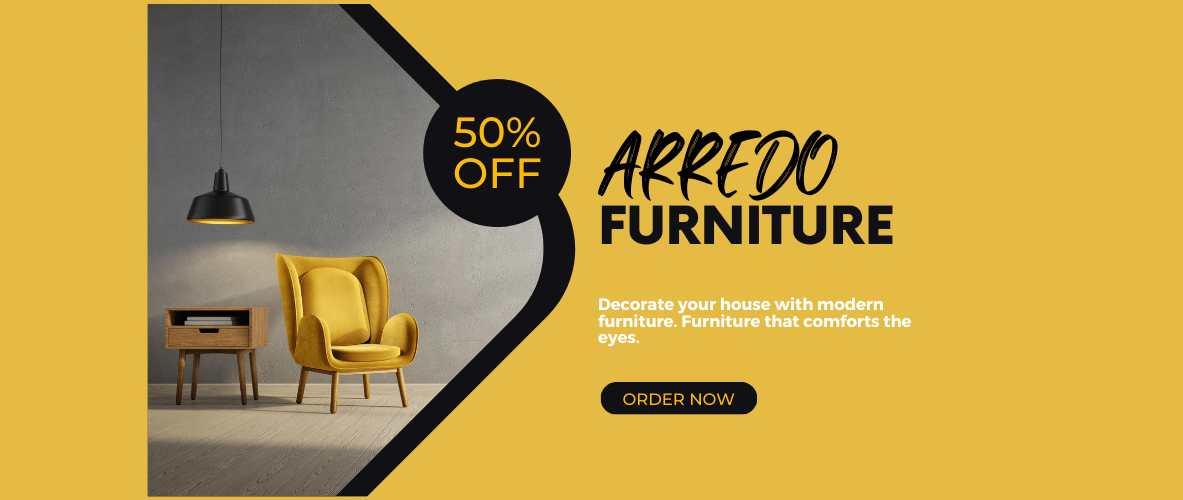 50%
OFF
ARREDO
FURNITURE
Decorate your house with modern
furniture. Furniture that comforts the
eyes.
ORDER NOW